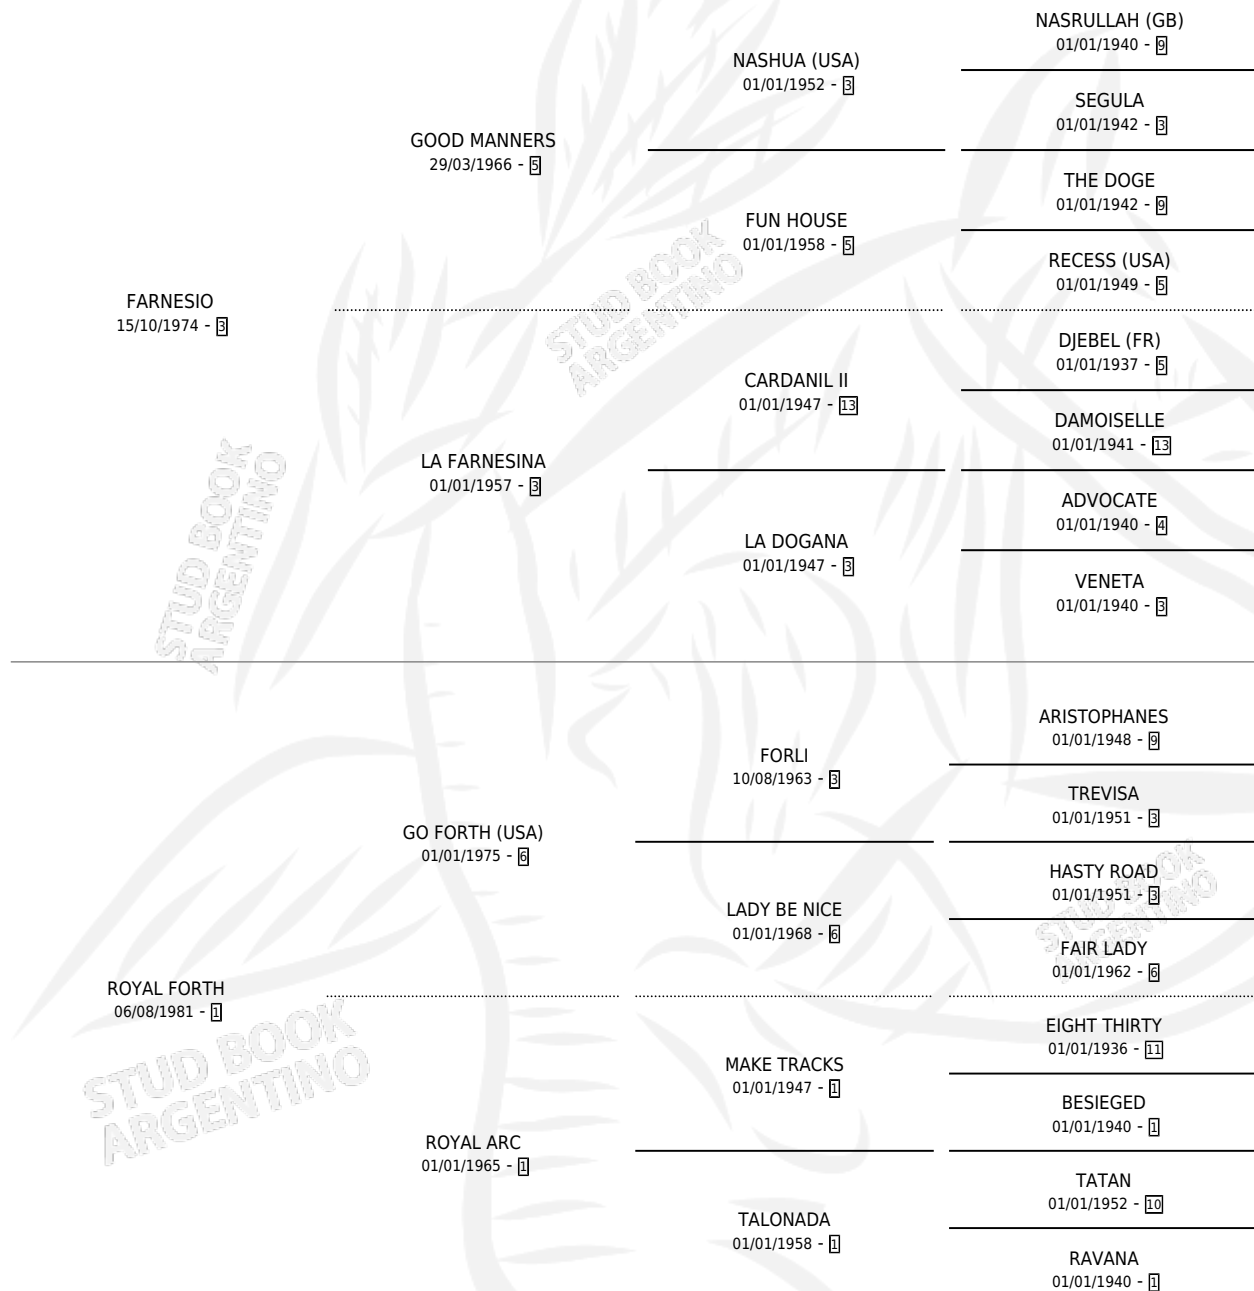 NASRULLAH (GB)
01/01/1940 - 9
NASHUA (USA)
01/01/1952 - 3
SEGULA
01/01/1942 - 3
GOOD MANNERS
29/03/1966 - 5
THE DOGE
01/01/1942 - 9
FUN HOUSE
01/01/1958 - 5
RECESS (USA)
01/01/1949 - 5
FARNESIO
15/10/1974 - 3
DJEBEL (FR)
01/01/1937 - 5
CARDANIL II
01/01/1947 - 13
DAMOISELLE
01/01/1941 - 13
LA FARNESINA
01/01/1957 - 3
ADVOCATE
01/01/1940 - 4
LA DOGANA
01/01/1947 - 3
VENETA
01/01/1940 - 3
ARISTOPHANES
01/01/1948 - 9
FORLI
10/08/1963 - 3
TREVISA
01/01/1951 - 3
GO FORTH (USA)
01/01/1975 - 6
HASTY ROAD
01/01/1951 - 3
LADY BE NICE
01/01/1968 - 6
FAIR LADY
01/01/1962 - 6
ROYAL FORTH
06/08/1981 - 1
EIGHT THIRTY
01/01/1936 - 11
MAKE TRACKS
01/01/1947 - 1
BESIEGED
01/01/1940 - 1
ROYAL ARC
01/01/1965 - 1
TATAN
01/01/1952 - 10
TALONADA
01/01/1958 - 1
RAVANA
01/01/1940 - 1
STUD BOOK
ARGENTINO
STUD BOOK
ARGENTINO
STUD BOOK
ARGENTINO
STUD BOOK
ARGENTINO